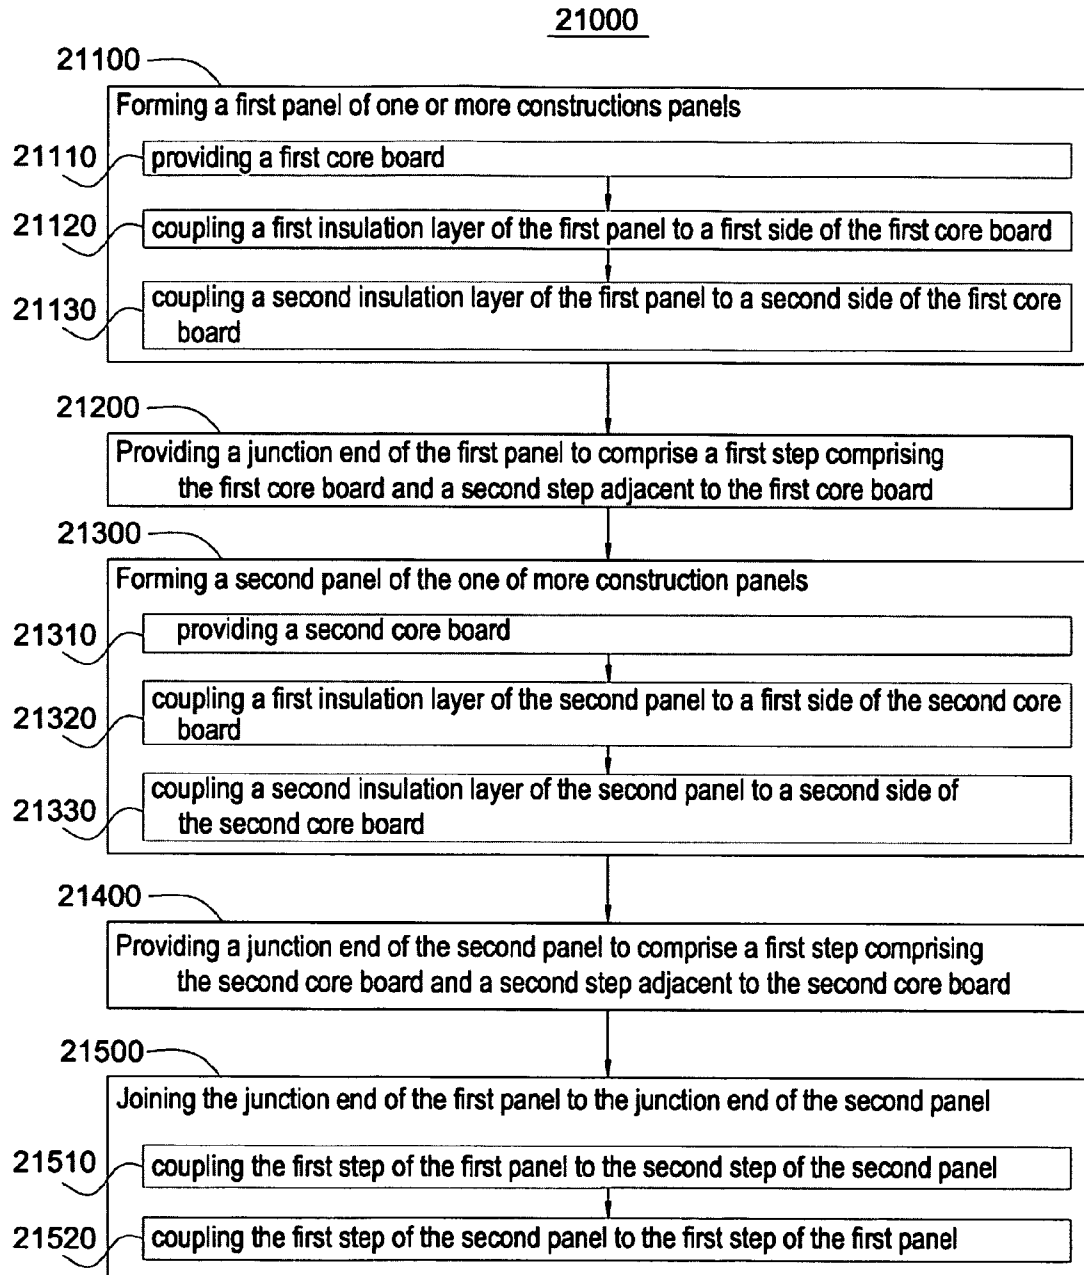 21000
21100
Forming a first panel of one or more constructions panels
21110
providing a first core board
21120
coupling a first insulation layer of the first panel to a first side of the first core board
21130
coupling a second insulation layer of the first panel to a second side of the first core
board
21200
Providing a junction end of the first panel to comprise a first step comprising
the first core board and a second step adjacent to the first core board
21300
Forming a second panel of the one of more construction panels
21310
providing a second core board
21320
coupling a first insulation layer of the second panel to a first side of the second core
board
21330
coupling a second insulation layer of the second panel to a second side of
the second core board
21400
Providing a junction end of the second panel to comprise a first step comprising
the second core board and a second step adjacent to the second core board
21500
Joining the junction end of the first panel to the junction end of the second panel
21510
coupling the first step of the first panel to the second step of the second panel
21520
coupling the first step of the second panel to the first step of the first panel